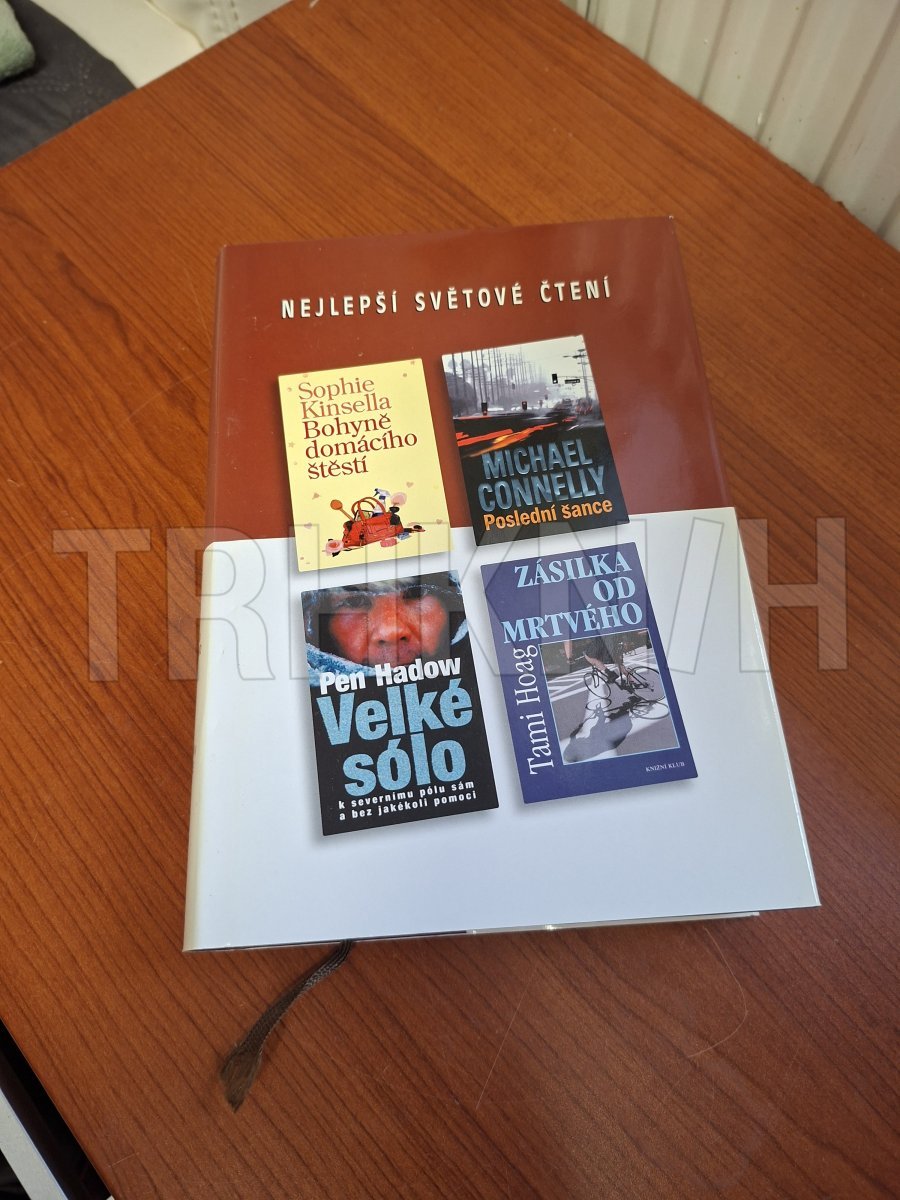 NEJLEPŠÍ SVĚTOVÉ ČTENÍ
Sophie
Kinsella
Bohyně
domácího
štěstí
MICHAEL
CONNELLY
Poslední šance
Pen Hadow
Velké
sólo
k severnímu pólu sám
a bez jakékoli pomoci
ZÁSILKA
OD
MRTVÉHO
Tami Hoag
KNIŽNÍ KLUB
TRHKNIH